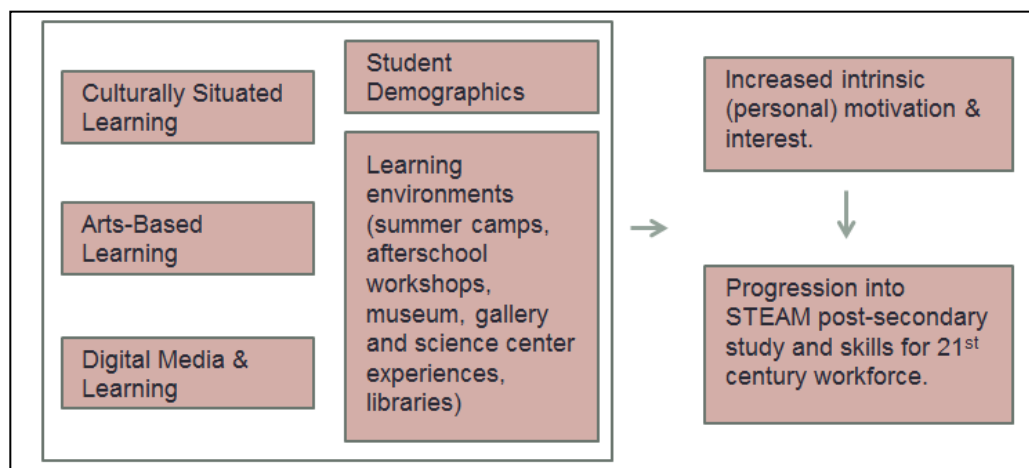 Culturally Situated
Learning
Arts-Based
Learning
Digital Media &
Learning
Student
Demographics
Learning
environments
(summer camps,
afterschool
workshops,
museum, gallery
and science center
experiences,
libraries)
Increased intrinsic
(personal) motivation &
interest.
Progression into
STEAM post-secondary
study and skills for 21st
century workforce.